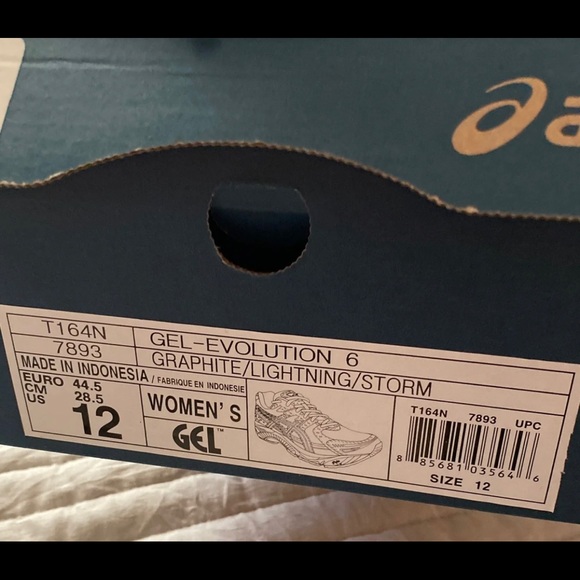 a
T164N
7893
GEL-EVOLUTION 6
GRAPHITE/LIGHTNING/STORM
MADE IN INDONESIA / FABRIQUE EN INDONESIE
EURO 44.5
CM 28.5
US 12
WOMEN'S
GEL™
T164N 7893 UPC
8 85681 03564 6
SIZE 12